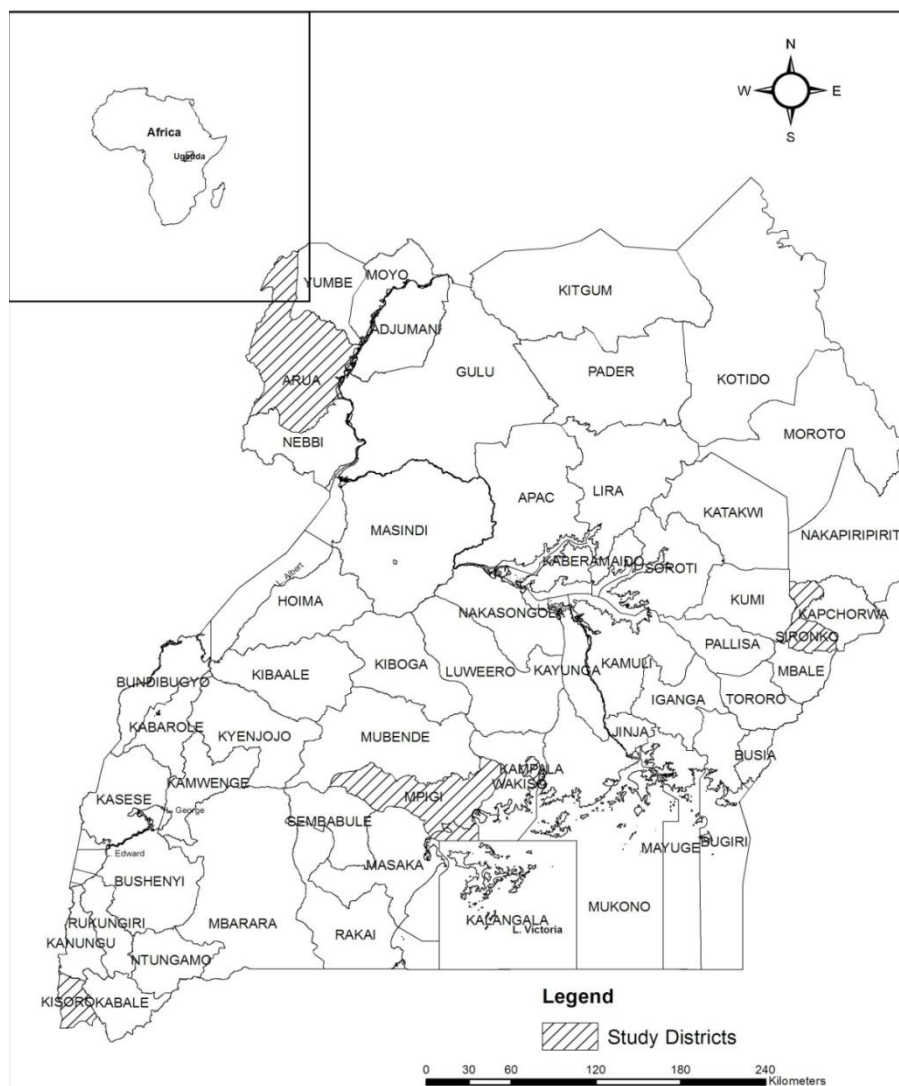 N
W E
S
Africa
Uganda
YUMBE
MOYO
KITGUM
ADJUMANI
ARUA
GULU
PADER
KOTIDO
NEBBI
MOROTO
APAC
LIRA
KATAKWI
MASINDI
NAKAPIRIPIRIT
KABERAMAIDO
SOROTI
L. Albert
HOIMA
NAKASONGOLA
KUMI
KAPCHORWA
SIRONKO
PALLISA
KIBOGA
LUWEERO
KAYUNGA
KAMULI
MBALE
BUNDIBUGYO
KIBAALE
IGANGA
TORORO
KABAROLE
KYENJOJO
MUBENDE
JINJA
BUSIA
KAMPALA
WAKISO
KAMWENGE
KASESE
MPIGI
L. George
SEMBABULE
MAYUGE
BUGIRI
L. Edward
MASAKA
BUSHENYI
MUKONO
RUKUNGIRI
MBARARA
RAKAI
KALANGALA
L. Victoria
KANUNGU
NTUNGAMO
KISORO
KABALE
Legend
Study Districts
0 30 60 120 180 240
Kilometers